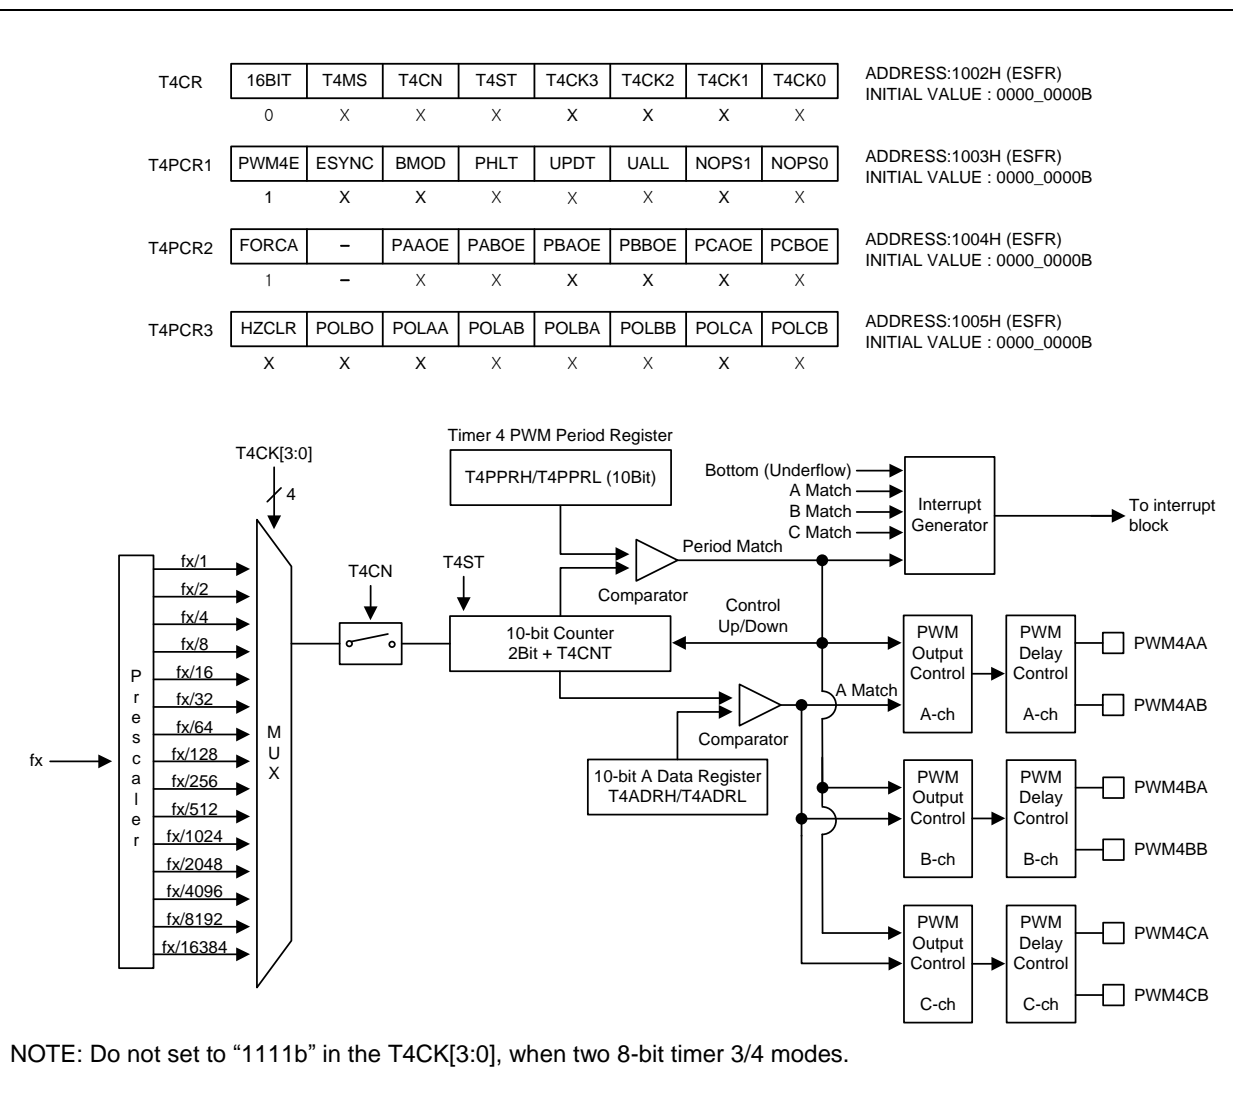 T4CR 16BIT T4MS T4CN T4ST T4CK3 T4CK2 T4CK1 T4CK0 ADDRESS:1002H (ESFR)
INITIAL VALUE : 0000_0000B
0 X X X X X X X
T4PCR1 PWM4E ESYNC BMOD PHLT UPDT UALL NOPS1 NOPS0 ADDRESS:1003H (ESFR)
INITIAL VALUE : 0000_0000B
1 X X X X X X X
T4PCR2 FORCA – PAAOE PABOE PBAOE PBBOE PCAOE PCBOE ADDRESS:1004H (ESFR)
INITIAL VALUE : 0000_0000B
1 – X X X X X X
T4PCR3 HZCLR POLBO POLAA POLAB POLBA POLBB POLCA POLCB ADDRESS:1005H (ESFR)
INITIAL VALUE : 0000_0000B
X X X X X X X X
T4CK[3:0]
4
fx
Prescaler
fx/1
fx/2
fx/4
fx/8
fx/16
fx/32
fx/64
fx/128
fx/256
fx/512
fx/1024
fx/2048
fx/4096
fx/8192
fx/16384
MUX
T4CN
T4ST
Timer 4 PWM Period Register
T4PPRH/T4PPRL (10Bit)
Comparator
Period Match
10-bit Counter
2Bit + T4CNT
Control
Up/Down
A Match
Comparator
10-bit A Data Register
T4ADRH/T4ADRL
Bottom (Underflow)
A Match
B Match
C Match
Interrupt
Generator
To interrupt
block
PWM
Output
Control
A-ch
PWM
Delay
Control
A-ch
PWM4AA
PWM4AB
PWM
Output
Control
B-ch
PWM
Delay
Control
B-ch
PWM4BA
PWM4BB
PWM
Output
Control
C-ch
PWM
Delay
Control
C-ch
PWM4CA
PWM4CB
NOTE: Do not set to “1111b” in the T4CK[3:0], when two 8-bit timer 3/4 modes.